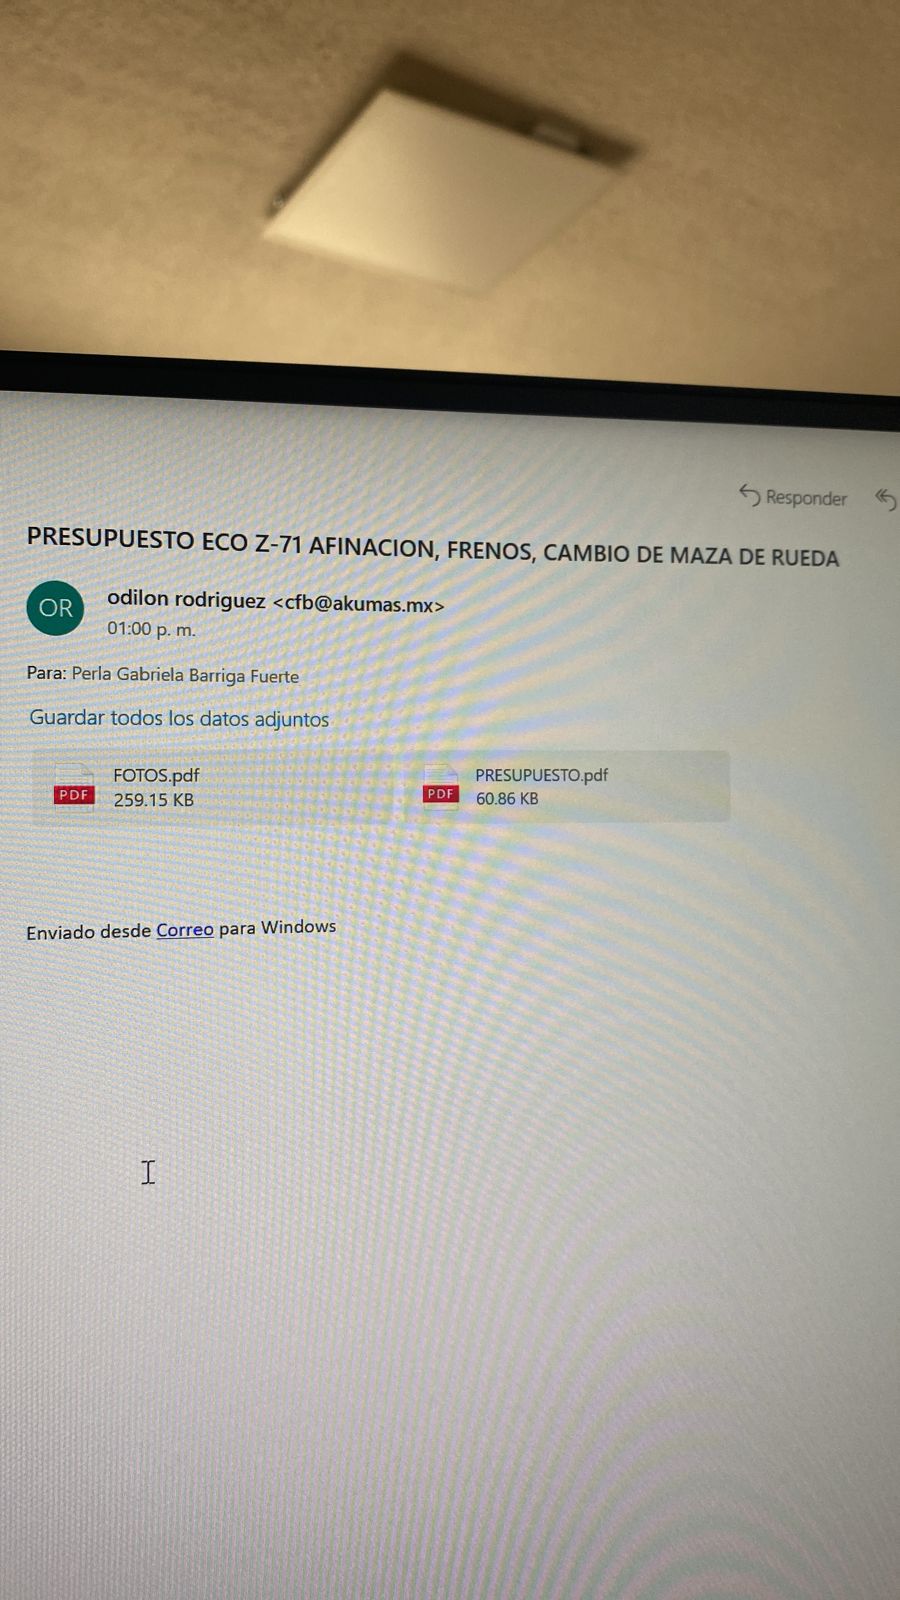 Responder
PRESUPUESTO ECO Z-71 AFINACION, FRENOS, CAMBIO DE MAZA DE RUEDA
OR
odilon rodriguez <cfb@akumas.mx>
01:00 p. m.
Para: Perla Gabriela Barriga Fuerte
Guardar todos los datos adjuntos
PDF
FOTOS.pdf
259.15 KB
PDF
PRESUPUESTO.pdf
60.86 KB
Enviado desde Correo para Windows